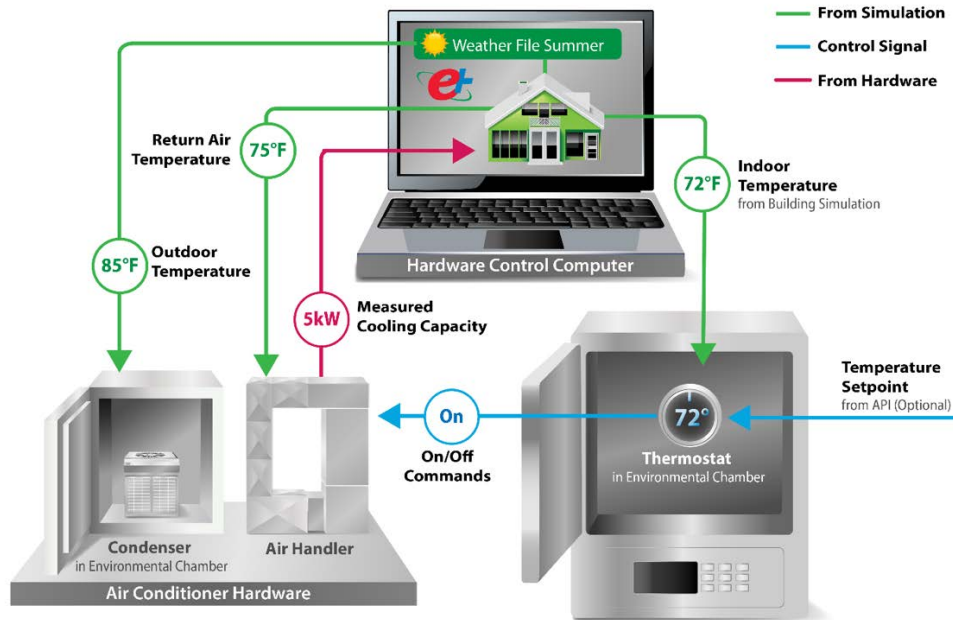 From Simulation
Control Signal
From Hardware
Weather File Summer
e+
Return Air
Temperature
75°F
72°F
Indoor
Temperature
from Building Simulation
85°F
Outdoor
Temperature
Hardware Control Computer
5kW
Measured
Cooling Capacity
Temperature
Setpoint
from API (Optional)
On
72°
On/Off
Commands
Thermostat
in Environmental Chamber
Condenser
in Environmental Chamber
Air Handler
Air Conditioner Hardware